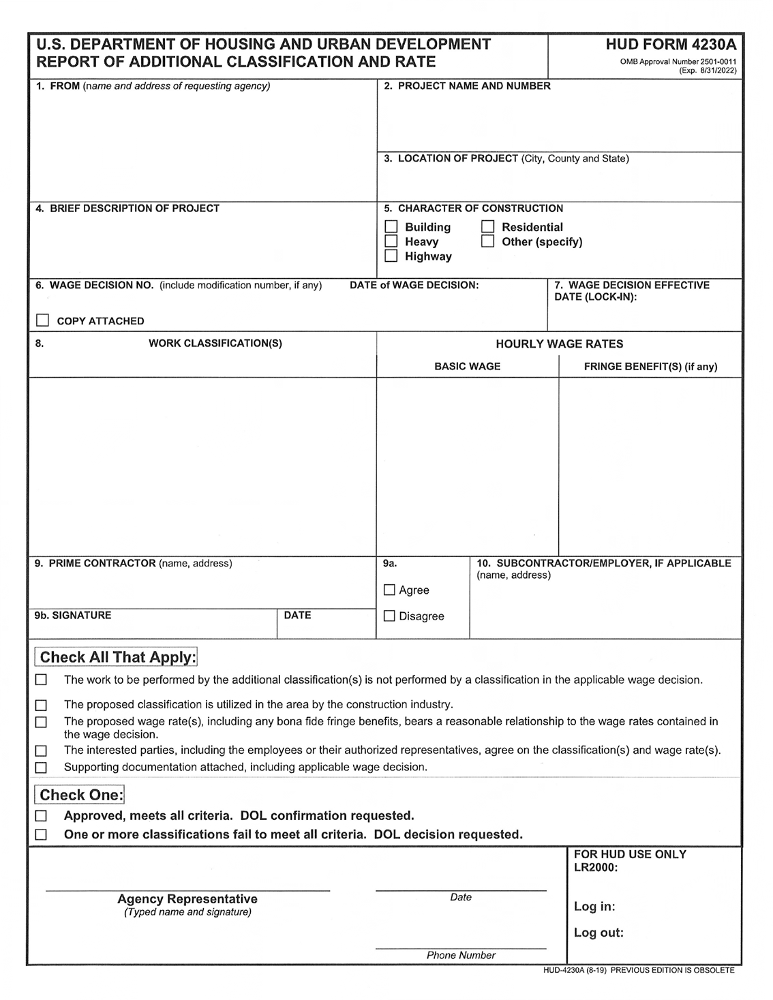 U.S. DEPARTMENT OF HOUSING AND URBAN DEVELOPMENT
REPORT OF ADDITIONAL CLASSIFICATION AND RATE
HUD FORM 4230A
OMB Approval Number 2501-0011
(Exp. 8/31/2022)
1. FROM (name and address of requesting agency)
2. PROJECT NAME AND NUMBER
3. LOCATION OF PROJECT (City, County and State)
4. BRIEF DESCRIPTION OF PROJECT
5. CHARACTER OF CONSTRUCTION
Building Residential
Heavy Other (specify)
Highway
6. WAGE DECISION NO. (include modification number, if any) DATE of WAGE DECISION:
COPY ATTACHED
7. WAGE DECISION EFFECTIVE
DATE (LOCK-IN):
8. WORK CLASSIFICATION(S)
HOURLY WAGE RATES
BASIC WAGE FRINGE BENEFIT(S) (if any)
9. PRIME CONTRACTOR (name, address)
9a.
Agree
Disagree
10. SUBCONTRACTOR/EMPLOYER, IF APPLICABLE
(name, address)
9b. SIGNATURE DATE
Check All That Apply:
The work to be performed by the additional classification(s) is not performed by a classification in the applicable wage decision.
The proposed classification is utilized in the area by the construction industry.
The proposed wage rate(s), including any bona fide fringe benefits, bears a reasonable relationship to the wage rates contained in
the wage decision.
The interested parties, including the employees or their authorized representatives, agree on the classification(s) and wage rate(s).
Supporting documentation attached, including applicable wage decision.
Check One:
Approved, meets all criteria. DOL confirmation requested.
One or more classifications fail to meet all criteria. DOL decision requested.
Agency Representative
(Typed name and signature)
Date
Phone Number
FOR HUD USE ONLY
LR2000:
Log in:
Log out:
HUD-4230A (8-19) PREVIOUS EDITION IS OBSOLETE